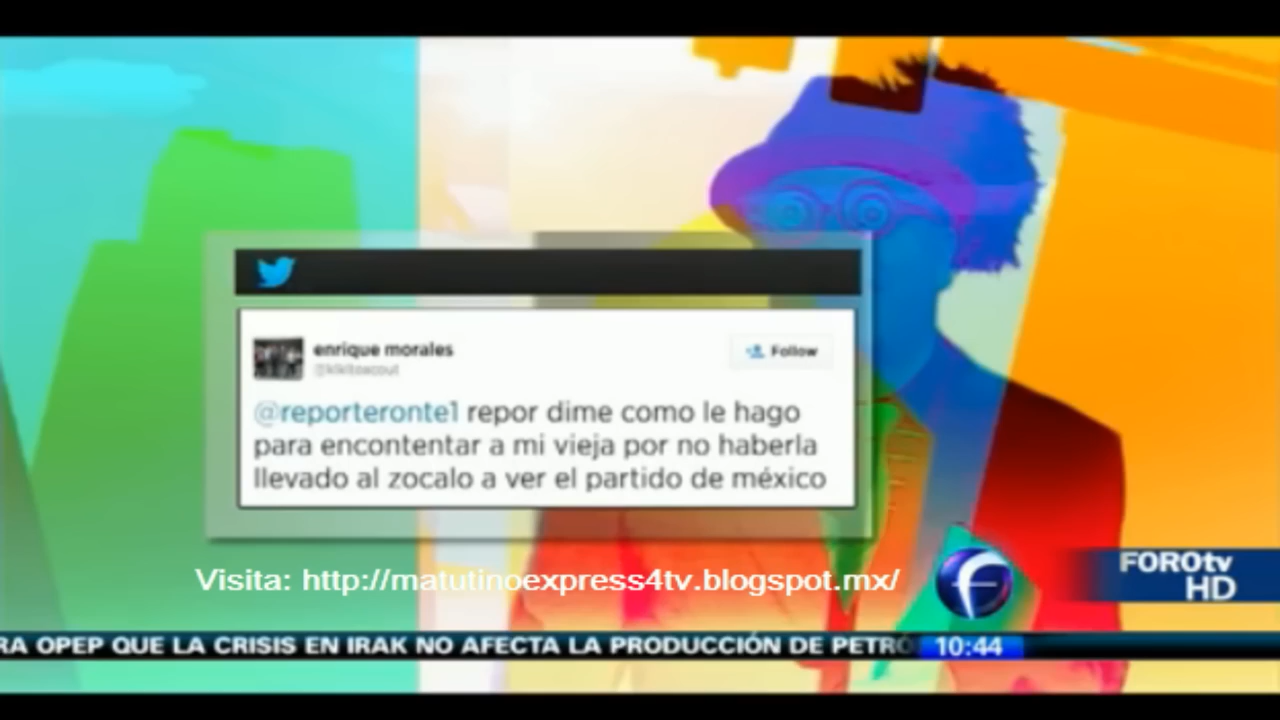 enrique morales
@kikitoscout
Follow
@reporteronte1 repor dime como le hago
para encontentar a mi vieja por no haberla
llevado al zocalo a ver el partido de méxico
Visita: http://matutinoexpress4tv.blogspot.mx/
FOROtv
HD
RA OPEP QUE LA CRISIS EN IRAK NO AFECTA LA PRODUCCIÓN DE PETRÓ
10:44